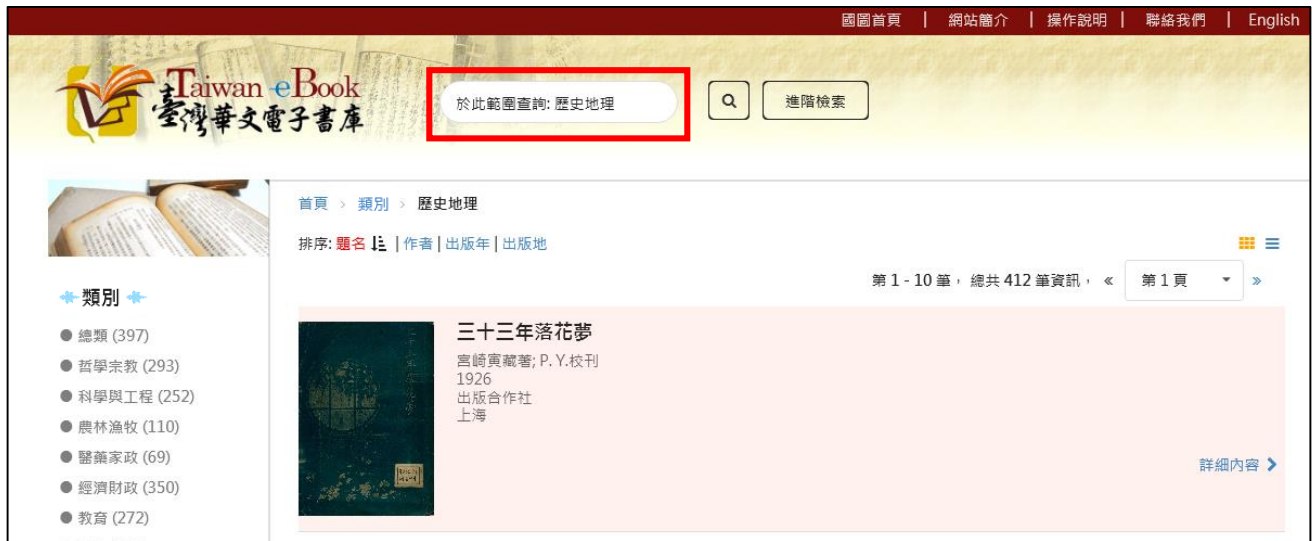 國圖首頁 | 網站簡介 | 操作說明 | 聯絡我們 | English
Taiwan eBook
臺灣華文電子書庫
於此範圍查詢: 歷史地理
進階檢索
首頁 > 類別 > 歷史地理
排序: 題名 | 作者 | 出版年 | 出版地
第 1 - 10 筆， 總共 412 筆資訊， « 第 1 頁 »
類別
總類 (397)
哲學宗教 (293)
科學與工程 (252)
農林漁牧 (110)
醫藥家政 (69)
經濟財政 (350)
教育 (272)
三十三年落花夢
宮崎寅藏著; P. Y.校刊
1926
出版合作社
上海
詳細內容